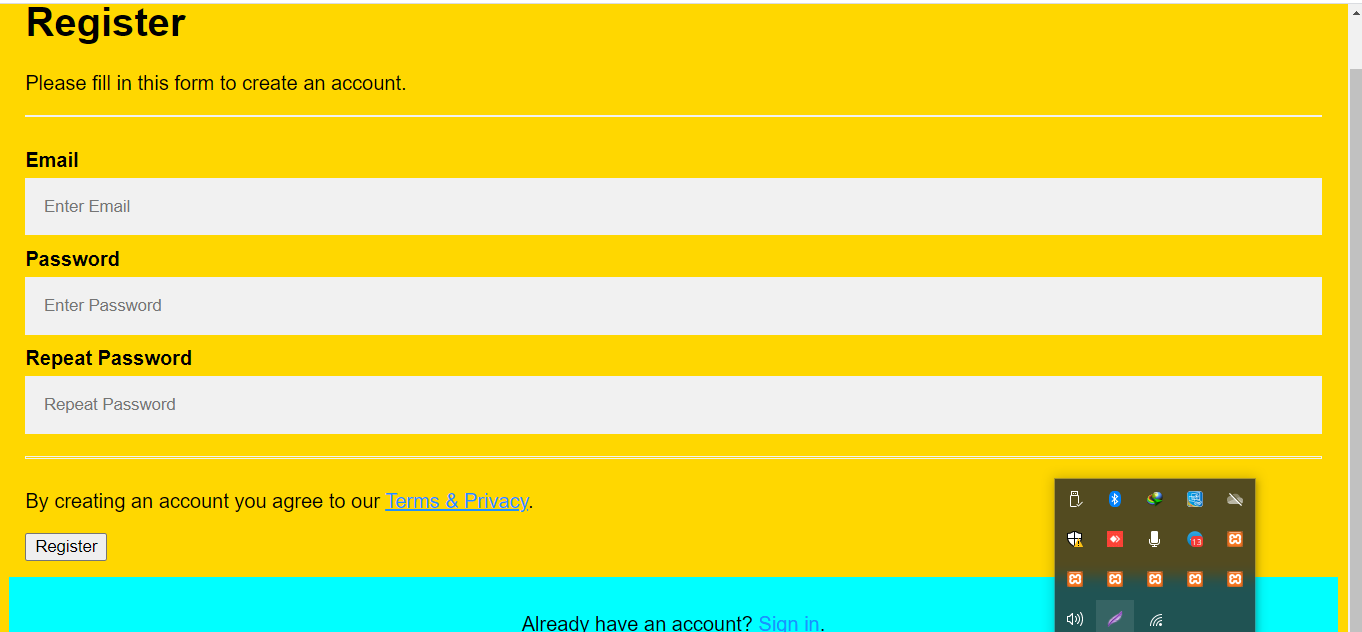 Register
Please fill in this form to create an account.
Email
Enter Email
Password
Enter Password
Repeat Password
Repeat Password
By creating an account you agree to our Terms & Privacy.
Register
13
Already have an account? Sign in.